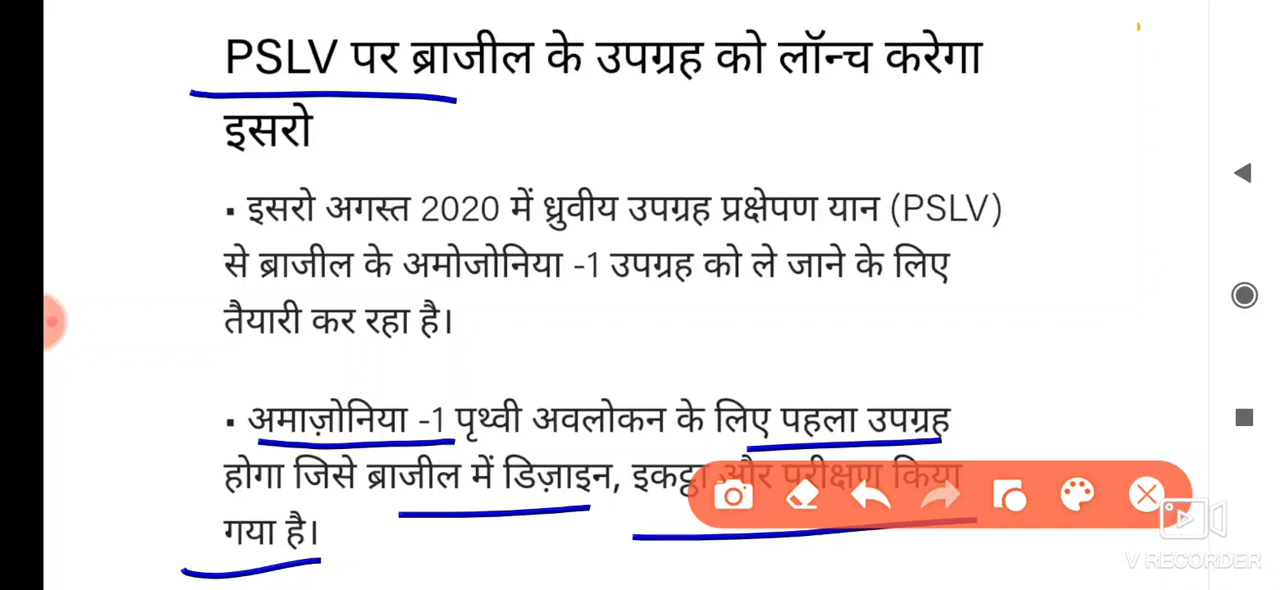 PSLV पर ब्राजील के उपग्रह को लॉन्च करेगा
इसरो
▪ इसरो अगस्त 2020 में ध्रुवीय उपग्रह प्रक्षेपण यान (PSLV)
से ब्राजील के अमोजोनिया -1 उपग्रह को ले जाने के लिए
तैयारी कर रहा है।
▪ अमाज़ोनिया -1 पृथ्वी अवलोकन के लिए पहला उपग्रह
होगा जिसे ब्राजील में डिज़ाइन, इकट्ठा और परीक्षण किया
गया है।
V RECORDER